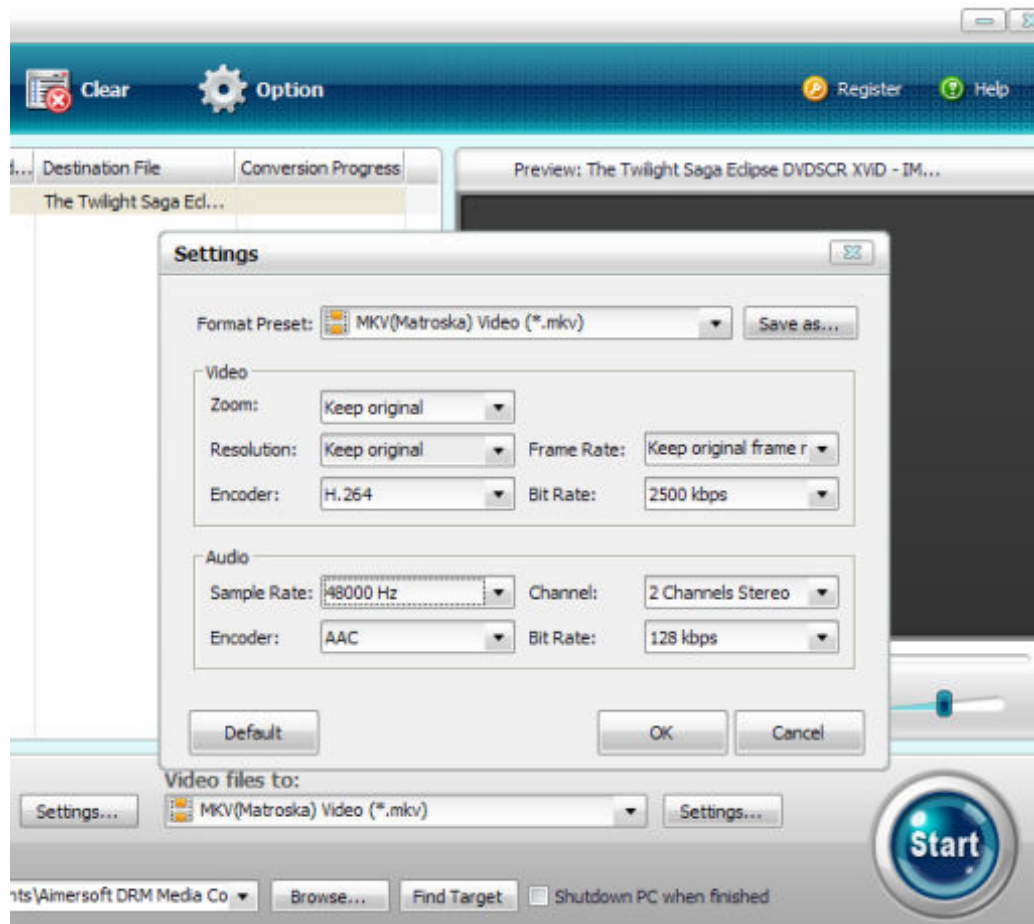 Clear
Option
Register
Help
Destination File
Conversion Progress
Preview: The Twilight Saga Eclipse DVDSCR XViD - IM...
The Twilight Saga Ecl...
Settings
Format Preset:
MKV(Matroska) Video (*.mkv)
Save as...
Video
Zoom:
Keep original
Resolution:
Keep original
Frame Rate:
Keep original frame r
Encoder:
H.264
Bit Rate:
2500 kbps
Audio
Sample Rate:
48000 Hz
Channel:
2 Channels Stereo
Encoder:
AAC
Bit Rate:
128 kbps
Default
OK
Cancel
Video files to:
Settings...
MKV(Matroska) Video (*.mkv)
Settings...
Start
nts\Aimersoft DRM Media Co
Browse...
Find Target
Shutdown PC when finished